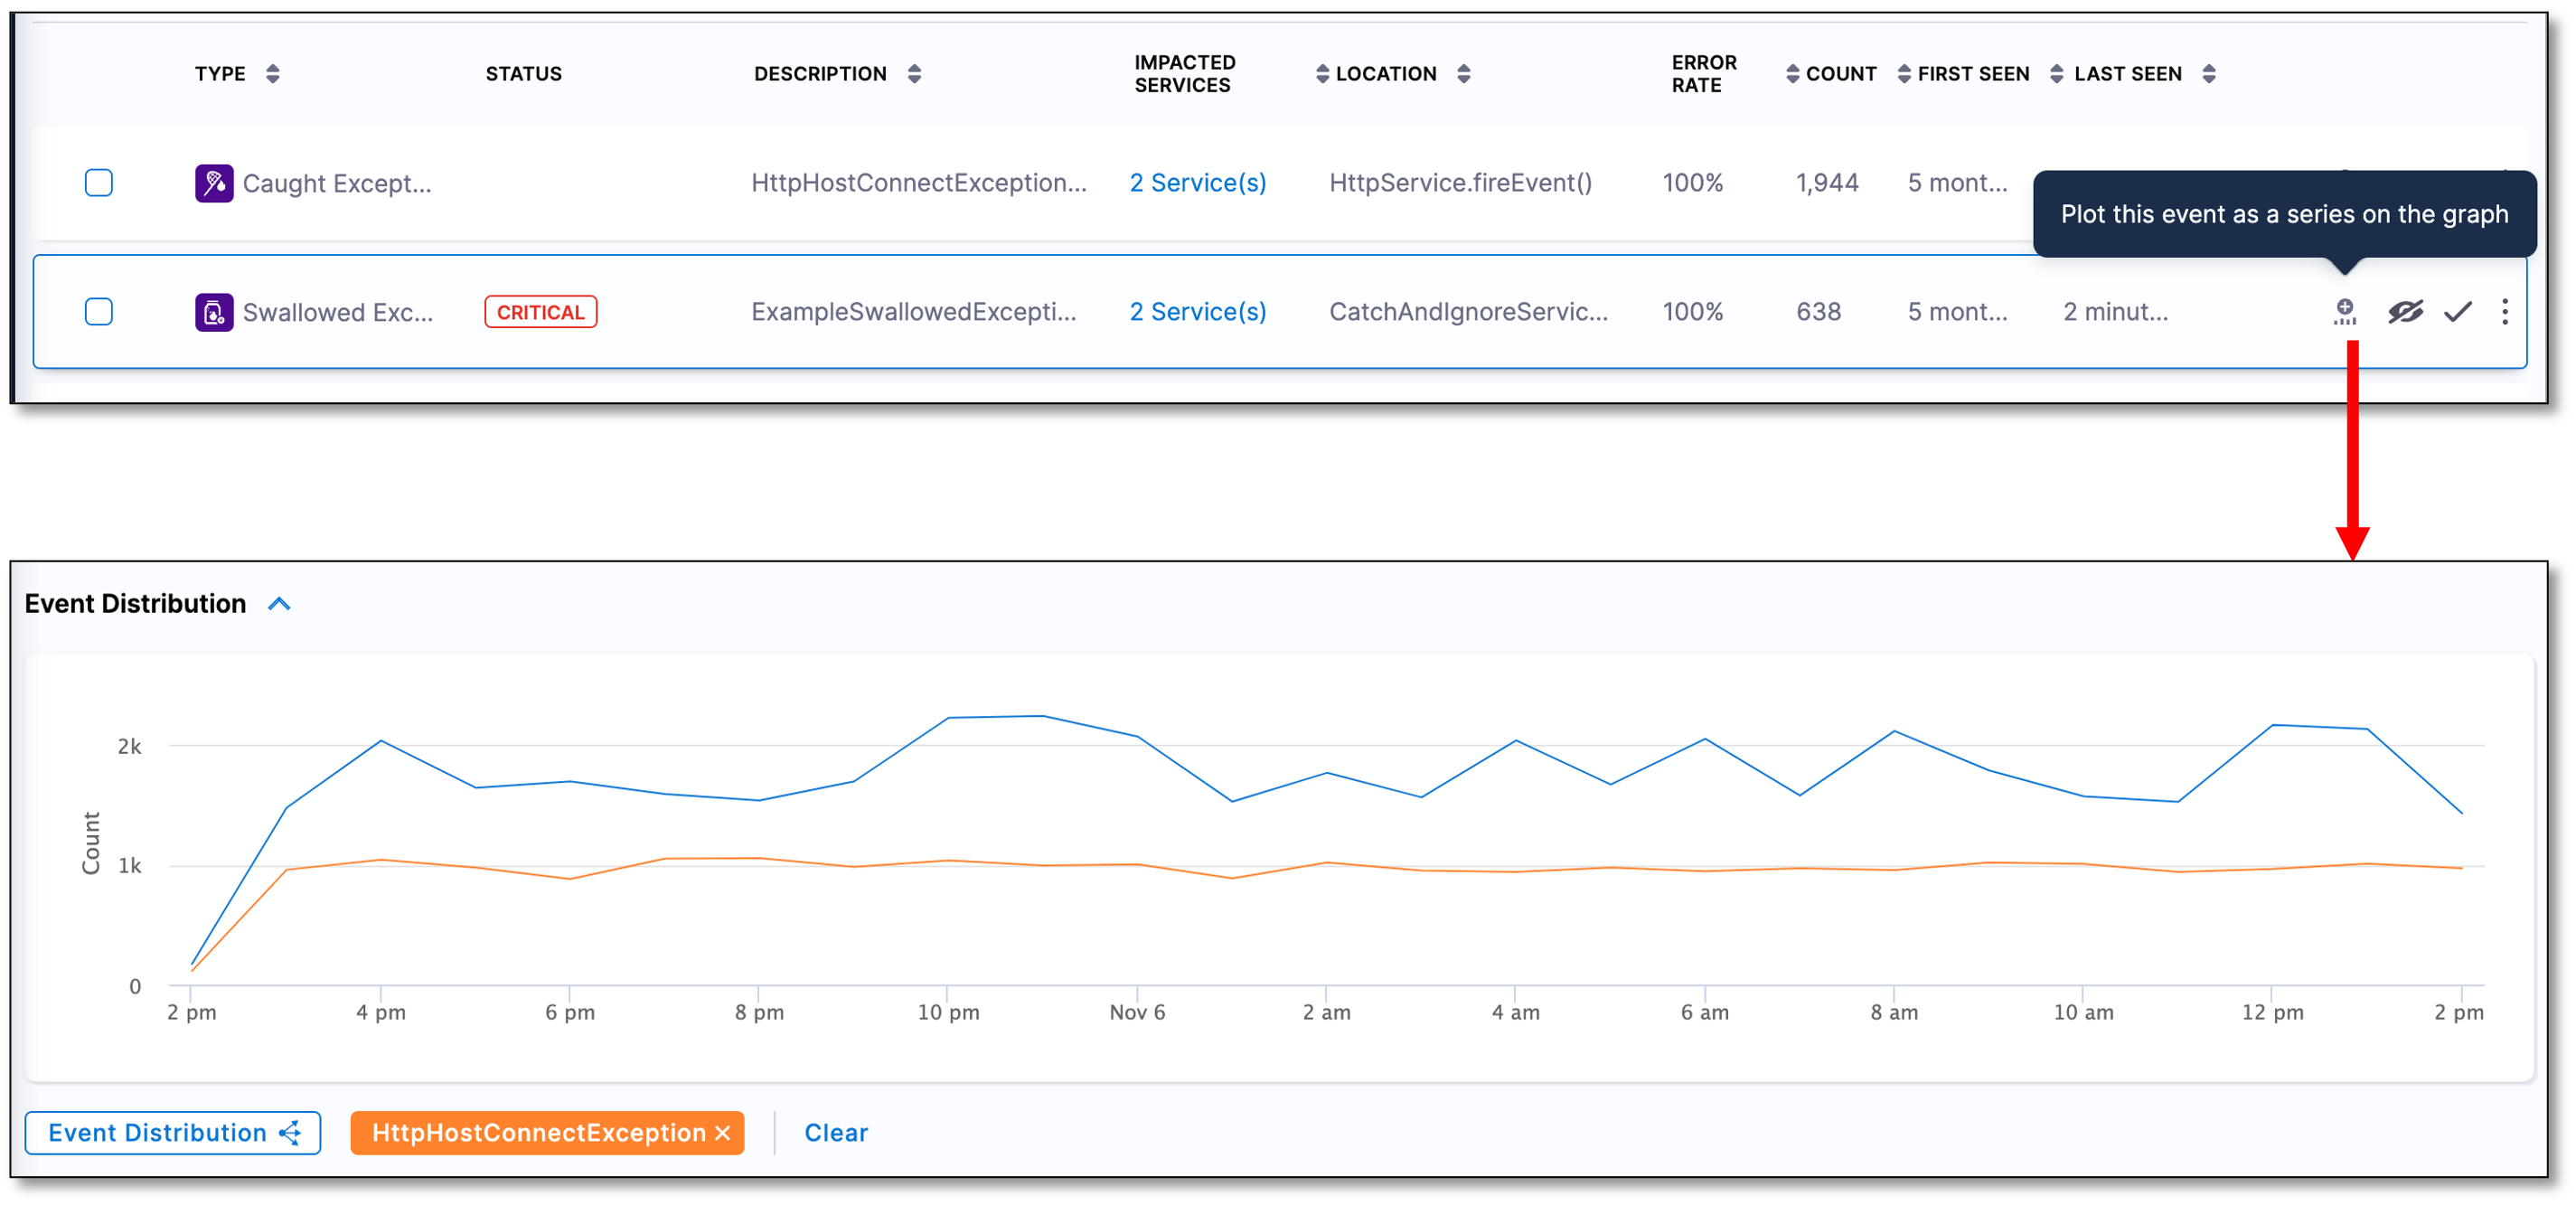 TYPE STATUS DESCRIPTION IMPACTED SERVICES LOCATION ERROR RATE COUNT FIRST SEEN LAST SEEN
Caught Except... HttpHostConnectException... 2 Service(s) HttpService.fireEvent() 100% 1,944 5 mont...
Plot this event as a series on the graph
Swallowed Exc... CRITICAL ExampleSwallowedExcepti... 2 Service(s) CatchAndIgnoreServic... 100% 638 5 mont... 2 minut...
Event Distribution
2k
Count
1k
0
2 pm 4 pm 6 pm 8 pm 10 pm Nov 6 2 am 4 am 6 am 8 am 10 am 12 pm 2 pm
Event Distribution HttpHostConnectException × Clear